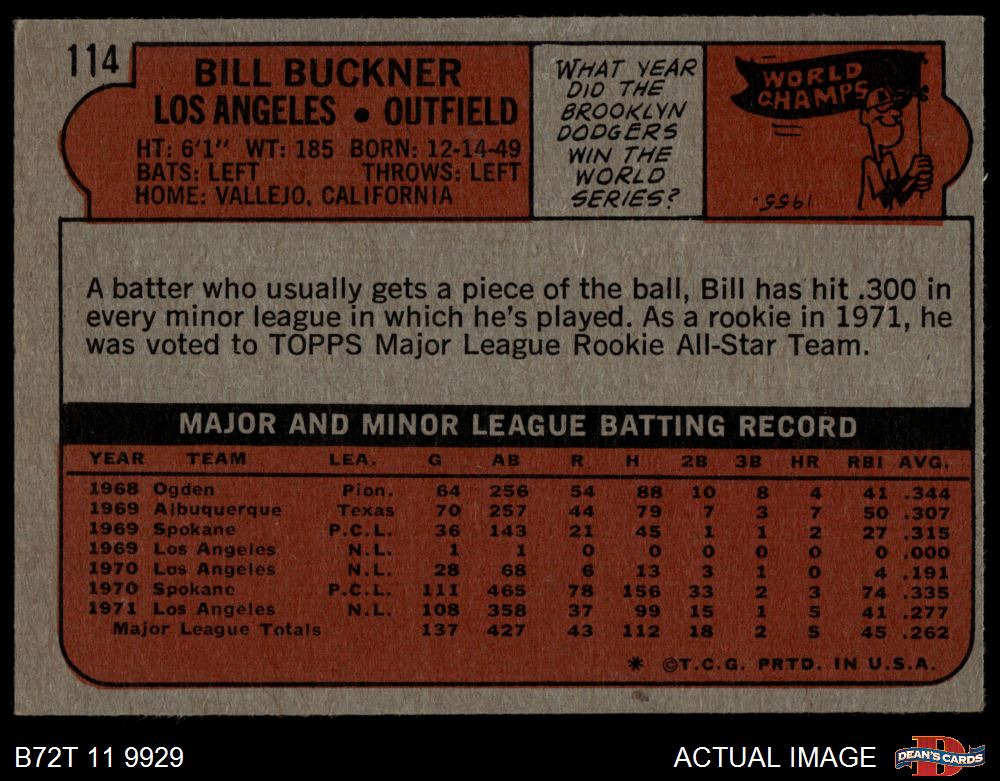 114
BILL BUCKNER
LOS ANGELES • OUTFIELD
HT: 6'1" WT: 185 BORN: 12-14-49
BATS: LEFT THROWS: LEFT
HOME: VALLEJO, CALIFORNIA
WHAT YEAR
DID THE
BROOKLYN
DODGERS
WIN THE
WORLD
SERIES?
WORLD
CHAMPS
1955.
A batter who usually gets a piece of the ball, Bill has hit .300 in
every minor league in which he's played. As a rookie in 1971, he
was voted to TOPPS Major League Rookie All-Star Team.
MAJOR AND MINOR LEAGUE BATTING RECORD
YEAR TEAM LEA. G AB R H 2B 3B HR RBI AVG.
1968 Ogden Pion. 64 256 54 88 10 8 4 41 .344
1969 Albuquerque Texas 70 257 44 79 7 3 7 50 .307
1969 Spokane P.C.L. 36 143 21 45 1 1 2 27 .315
1969 Los Angeles N.L. 1 1 0 0 0 0 0 0 .000
1970 Los Angeles N.L. 28 68 6 13 3 1 0 4 .191
1970 Spokane P.C.L. 111 465 78 156 33 2 3 74 .335
1971 Los Angeles N.L. 108 358 37 99 15 1 5 41 .277
Major League Totals 137 427 43 112 18 2 5 45 .262
* ©T.C.G. PRTD. IN U.S.A.
B72T 11 9929
ACTUAL IMAGE
D
DEAN'S CARDS